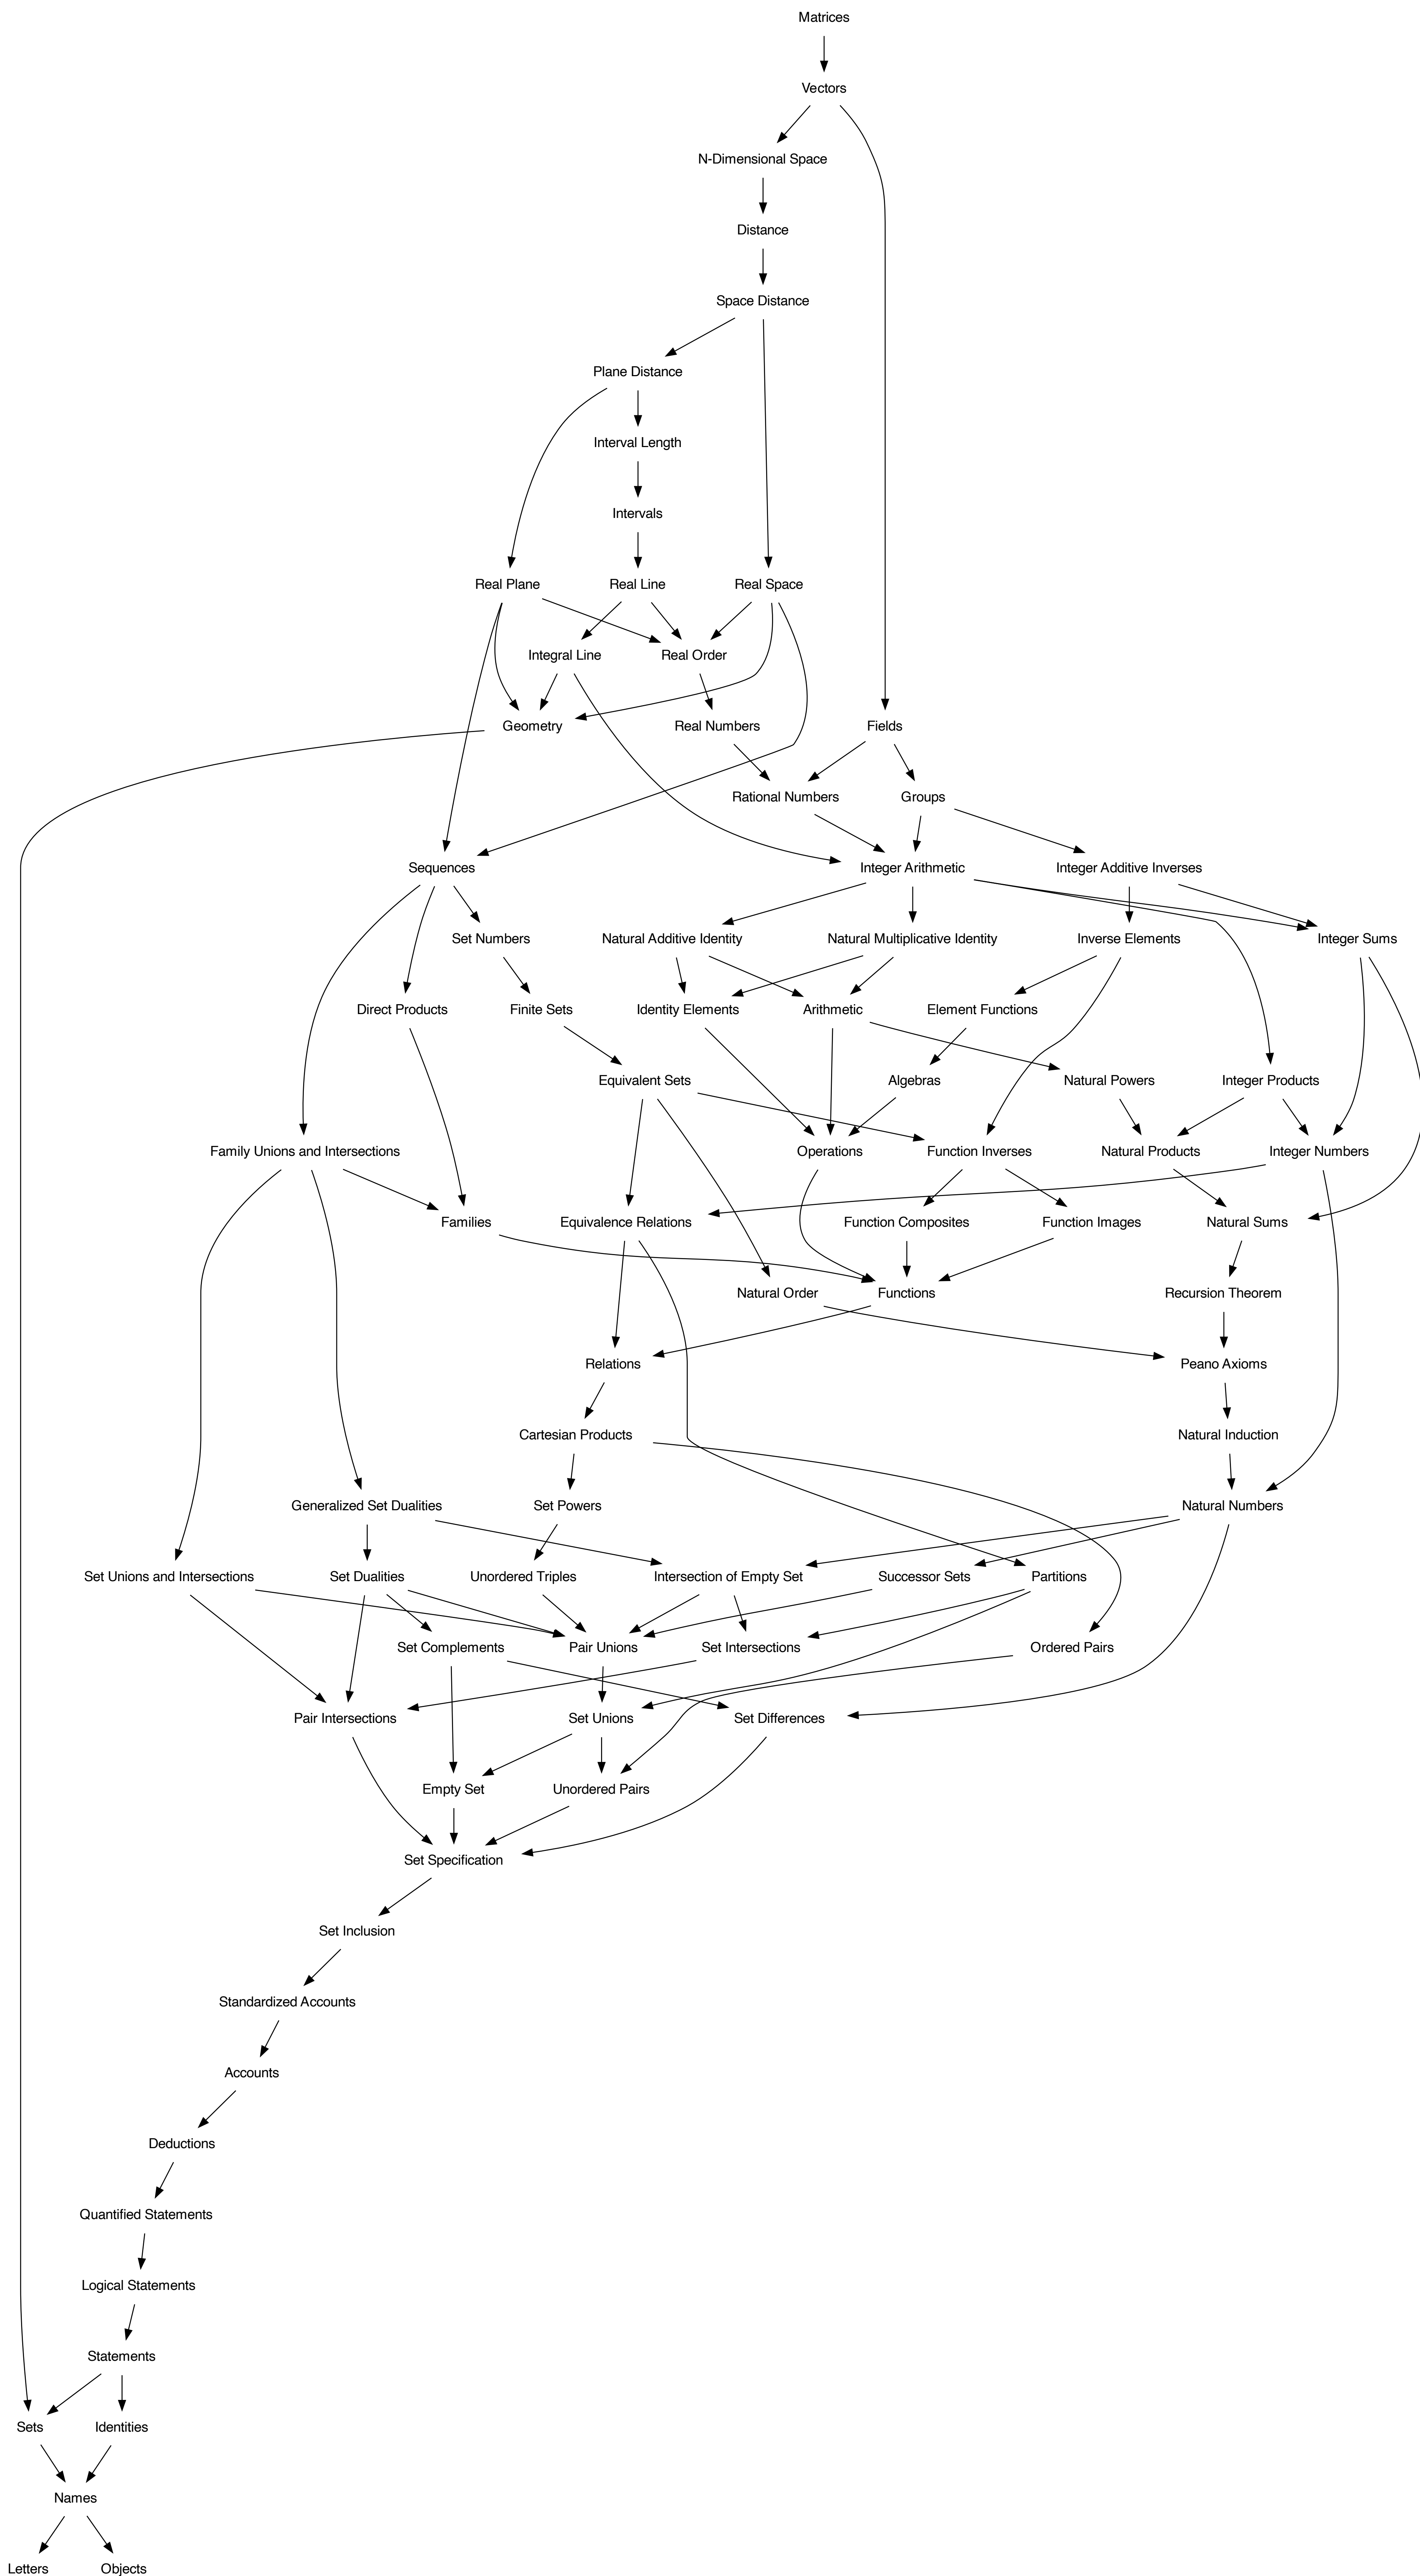 Matrices
Vectors
N-Dimensional Space
Distance
Space Distance
Plane Distance
Interval Length
Intervals
Real Plane
Real Line
Real Space
Integral Line
Real Order
Geometry
Real Numbers
Fields
Rational Numbers
Groups
Sequences
Integer Arithmetic
Integer Additive Inverses
Set Numbers
Natural Additive Identity
Natural Multiplicative Identity
Inverse Elements
Integer Sums
Direct Products
Finite Sets
Identity Elements
Arithmetic
Element Functions
Equivalent Sets
Algebras
Natural Powers
Integer Products
Family Unions and Intersections
Operations
Function Inverses
Natural Products
Integer Numbers
Families
Equivalence Relations
Function Composites
Function Images
Natural Sums
Natural Order
Functions
Recursion Theorem
Relations
Peano Axioms
Cartesian Products
Natural Induction
Generalized Set Dualities
Set Powers
Natural Numbers
Set Unions and Intersections
Set Dualities
Unordered Triples
Intersection of Empty Set
Successor Sets
Partitions
Set Complements
Pair Unions
Set Intersections
Ordered Pairs
Pair Intersections
Set Unions
Set Differences
Empty Set
Unordered Pairs
Set Specification
Set Inclusion
Standardized Accounts
Accounts
Deductions
Quantified Statements
Logical Statements
Statements
Sets
Identities
Names
Letters
Objects